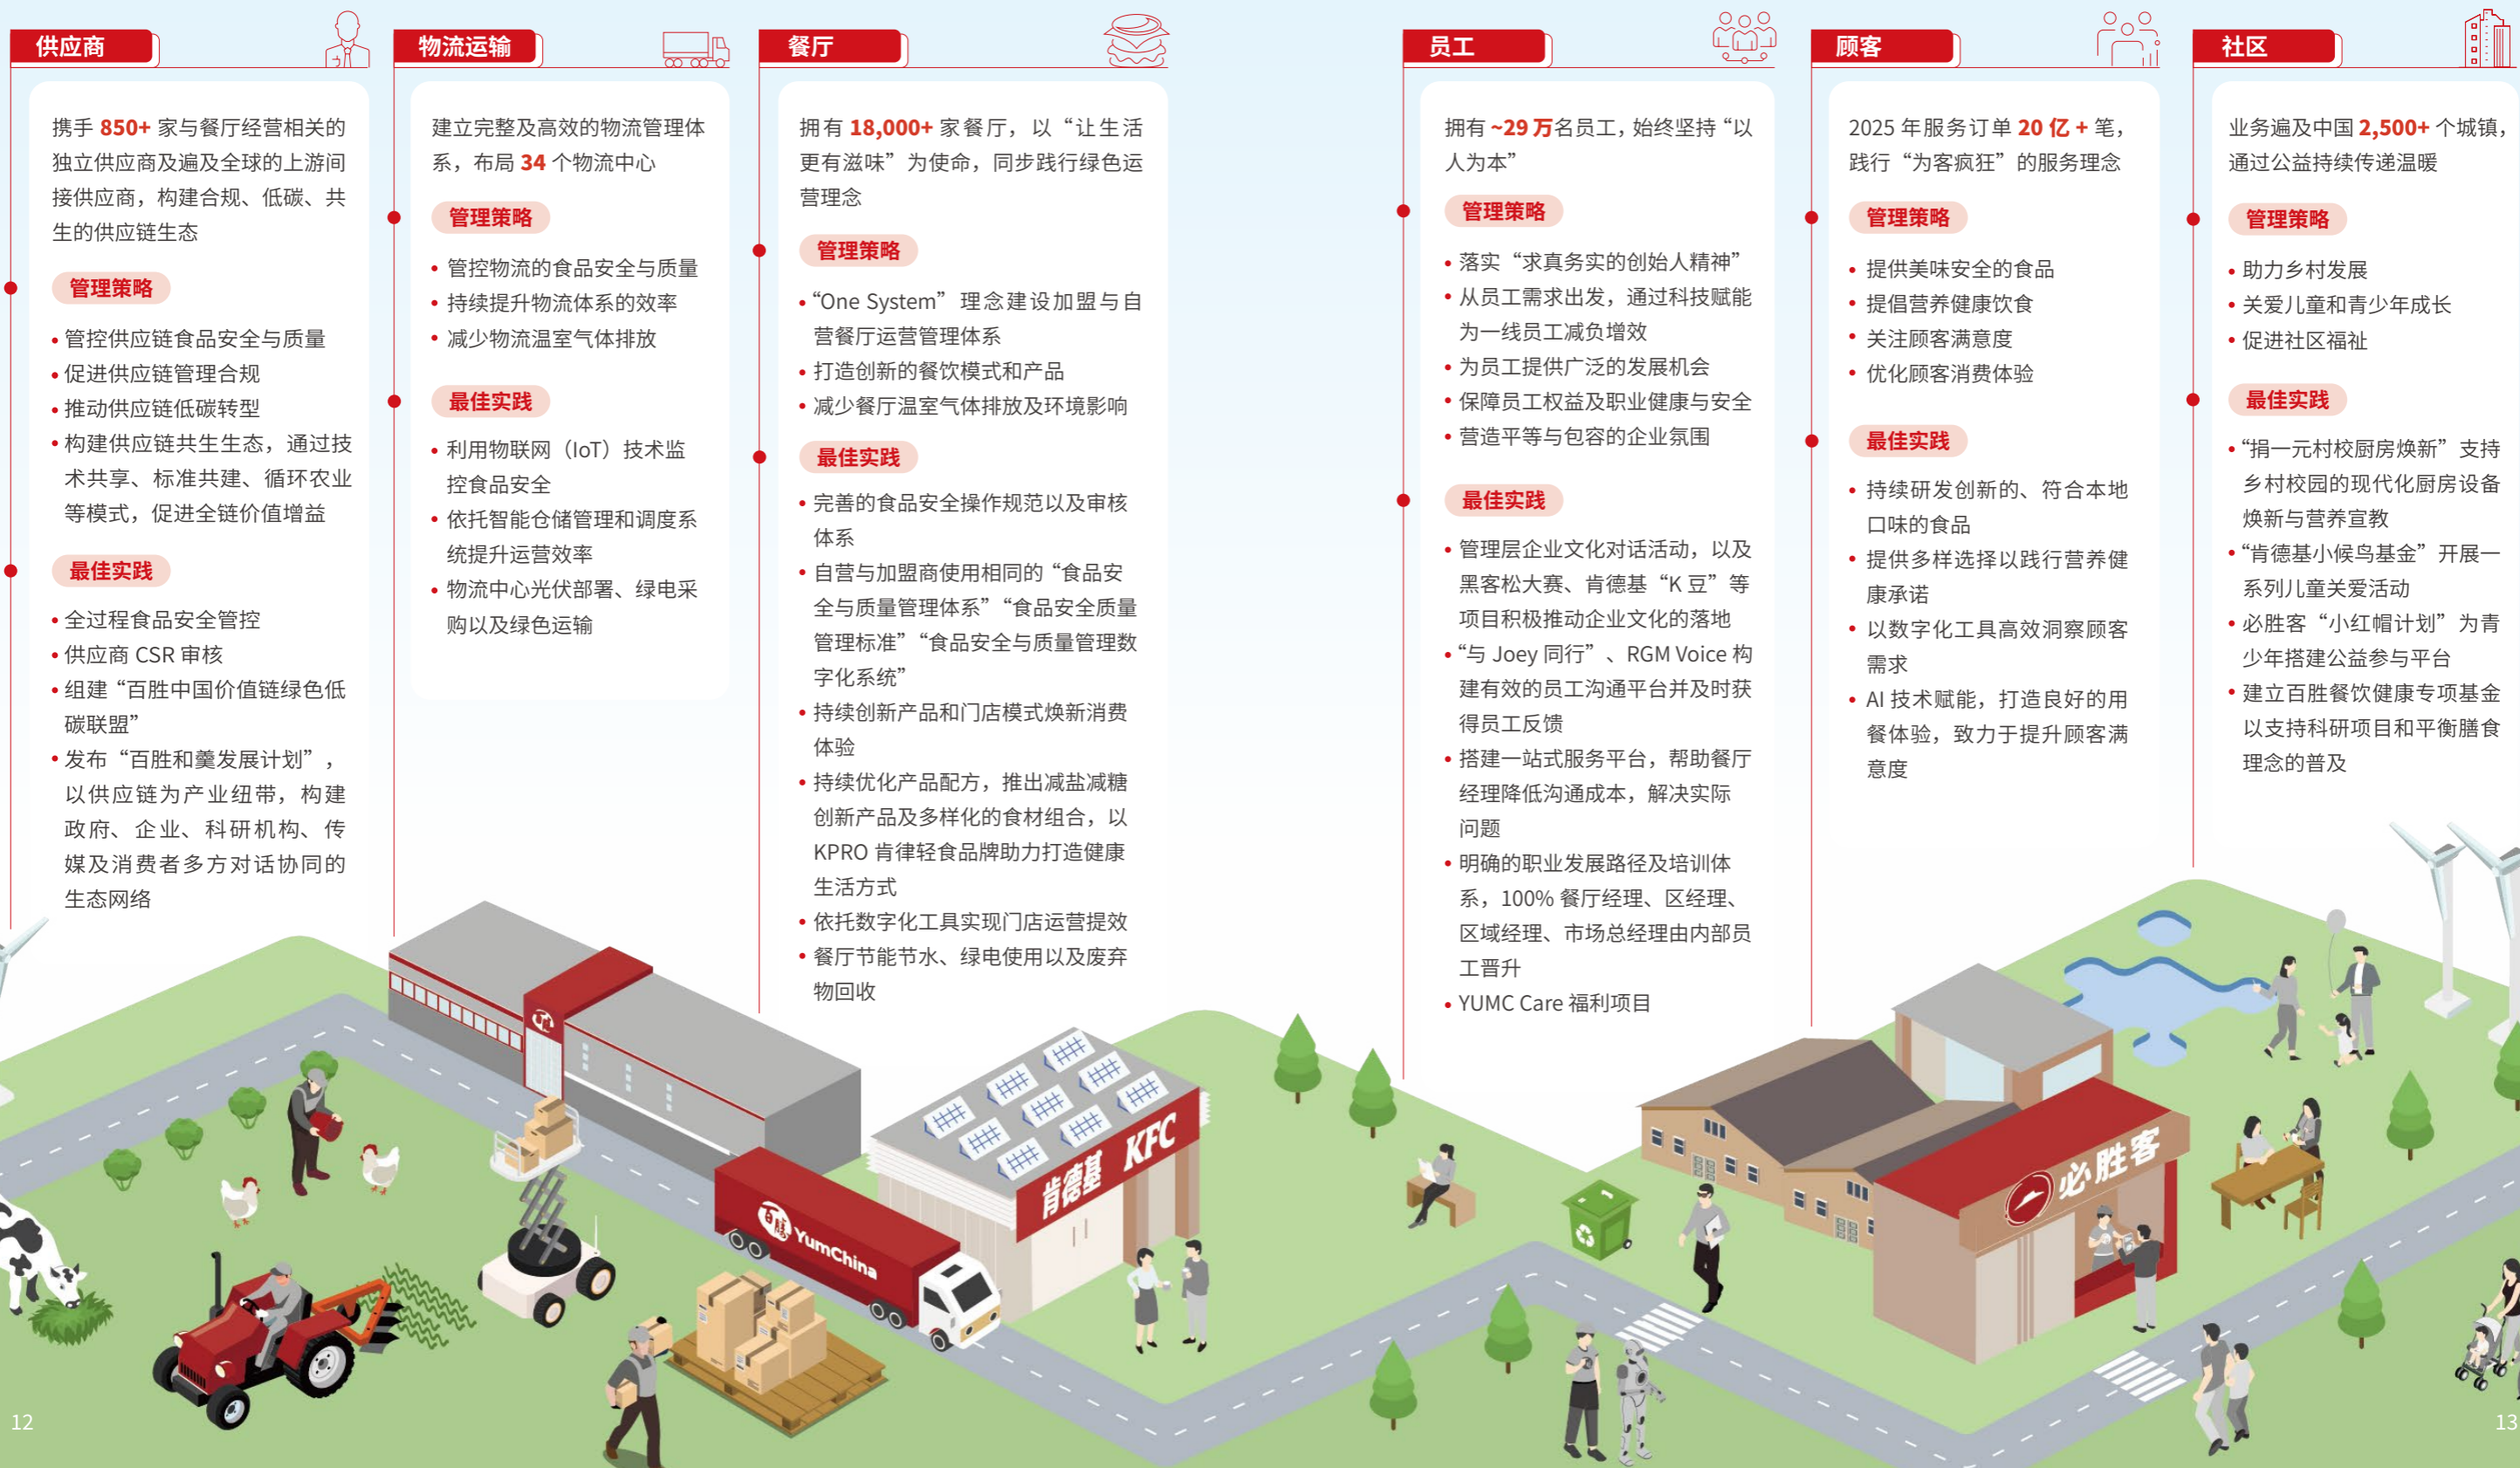 供应商
携手 850+ 家与餐厅经营相关的
独立供应商及遍及全球的上游间
接供应商，构建合规、低碳、共
生的供应链生态
管理策略
• 管控供应链食品安全与质量
• 促进供应链管理合规
• 推动供应链低碳转型
• 构建供应链共生生态，通过技
术共享、标准共建、循环农业
等模式，促进全链价值增益
最佳实践
• 全过程食品安全管控
• 供应商 CSR 审核
• 组建“百胜中国价值链绿色低
碳联盟”
• 发布“百胜和羹发展计划”，
以供应链为产业纽带，构建
政府、企业、科研机构、传
媒及消费者多方对话协同的
生态网络
物流运输
建立完整及高效的物流管理体
系，布局 34 个物流中心
管理策略
• 管控物流的食品安全与质量
• 持续提升物流体系的效率
• 减少物流温室气体排放
最佳实践
• 利用物联网（IoT）技术监
控食品安全
• 依托智能仓储管理和调度系
统提升运营效率
• 物流中心光伏部署、绿电采
购以及绿色运输
餐厅
拥有 18,000+ 家餐厅，以“让生活
更有滋味”为使命，同步践行绿色运
营理念
管理策略
• “One System”理念建设加盟与自
营餐厅运营管理体系
• 打造创新的餐饮模式和产品
• 减少餐厅温室气体排放及环境影响
最佳实践
• 完善的食品安全操作规范以及审核
体系
• 自营与加盟商使用相同的“食品安
全与质量管理体系”“食品安全质量
管理标准”“食品安全与质量管理数
字化系统”
• 持续创新产品和门店模式焕新消费
体验
• 持续优化产品配方，推出减盐减糖
创新产品及多样化的食材组合，以
KPRO 肯律轻食品牌助力打造健康
生活方式
• 依托数字化工具实现门店运营提效
• 餐厅节能节水、绿电使用以及废弃
物回收
员工
拥有 ~29 万名员工，始终坚持“以
人为本”
管理策略
• 落实“求真务实的创始人精神”
• 从员工需求出发，通过科技赋能
为一线员工减负增效
• 为员工提供广泛的发展机会
• 保障员工权益及职业健康与安全
• 营造平等与包容的企业氛围
最佳实践
• 管理层企业文化对话活动，以及
黑客松大赛、肯德基“K 豆”等
项目积极推动企业文化的落地
• “与 Joey 同行”、RGM Voice 构
建有效的员工沟通平台并及时获
得员工反馈
• 搭建一站式服务平台，帮助餐厅
经理降低沟通成本，解决实际
问题
• 明确的职业发展路径及培训体
系，100% 餐厅经理、区经理、
区域经理、市场总经理由内部员
工晋升
• YUMC Care 福利项目
顾客
2025 年服务订单 20 亿 + 笔，
践行“为客疯狂”的服务理念
管理策略
• 提供美味安全的食品
• 提倡营养健康饮食
• 关注顾客满意度
• 优化顾客消费体验
最佳实践
• 持续研发创新的、符合本地
口味的食品
• 提供多样选择以践行营养健
康承诺
• 以数字化工具高效洞察顾客
需求
• AI 技术赋能，打造良好的用
餐体验，致力于提升顾客满
意度
社区
业务遍及中国 2,500+ 个城镇，
通过公益持续传递温暖
管理策略
• 助力乡村发展
• 关爱儿童和青少年成长
• 促进社区福祉
最佳实践
• “捐一元村校厨房焕新”支持
乡村校园的现代化厨房设备
焕新与营养宣教
• “肯德基小候鸟基金”开展一
系列儿童关爱活动
• 必胜客“小红帽计划”为青
少年搭建公益参与平台
• 建立百胜餐饮健康专项基金
以支持科研项目和平衡膳食
理念的普及
百胜
百胜 YumChina
肯德基 KFC
必胜客
12
13